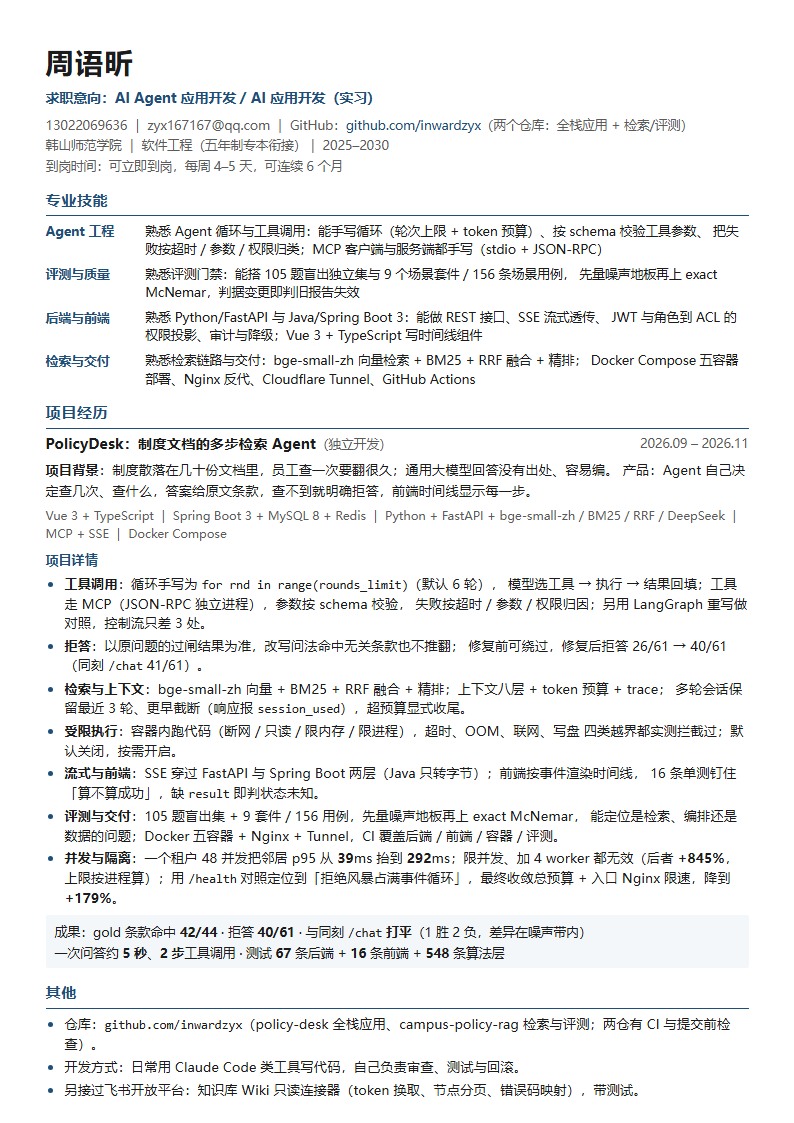 周语昕
求职意向：AI Agent 应用开发 / AI 应用开发（实习）
13022069636 | zyx167167@qq.com | GitHub：github.com/inwardzyx（两个仓库：全栈应用 + 检索/评测）
韩山师范学院 | 软件工程（五年制专本衔接） | 2025–2030
到岗时间：可立即到岗，每周 4–5 天，可连续 6 个月
专业技能
Agent 工程 熟悉 Agent 循环与工具调用：能手写循环（轮次上限 + token 预算）、按 schema 校验工具参数、 把失
败按超时 / 参数 / 权限归类；MCP 客户端与服务端都手写（stdio + JSON-RPC）
评测与质量 熟悉评测门禁：能搭 105 题盲出独立集与 9 个场景套件 / 156 条场景用例， 先量噪声地板再上 exact
McNemar，判据变更即判旧报告失效
后端与前端 熟悉 Python/FastAPI 与 Java/Spring Boot 3：能做 REST 接口、SSE 流式透传、 JWT 与角色到 ACL 的
权限投影、审计与降级；Vue 3 + TypeScript 写时间线组件
检索与交付 熟悉检索链路与交付：bge-small-zh 向量检索 + BM25 + RRF 融合 + 精排； Docker Compose 五容器
部署、Nginx 反代、Cloudflare Tunnel、GitHub Actions
项目经历
PolicyDesk：制度文档的多步检索 Agent（独立开发） 2026.09 – 2026.11
项目背景：制度散落在几十份文档里，员工查一次要翻很久；通用大模型回答没有出处、容易编。 产品：Agent 自己决
定查几次、查什么，答案给原文条款，查不到就明确拒答，前端时间线显示每一步。
Vue 3 + TypeScript | Spring Boot 3 + MySQL 8 + Redis | Python + FastAPI + bge-small-zh / BM25 / RRF / DeepSeek |
MCP + SSE | Docker Compose
项目详情
• 工具调用：循环手写为 for rnd in range(rounds_limit)（默认 6 轮）， 模型选工具 → 执行 → 结果回填；工具
走 MCP（JSON-RPC 独立进程），参数按 schema 校验， 失败按超时 / 参数 / 权限归因；另用 LangGraph 重写做
对照，控制流只差 3 处。
• 拒答：以原问题的过闸结果为准，改写问法命中无关条款也不推翻； 修复前可绕过，修复后拒答 26/61 → 40/61
（同刻 /chat 41/61）。
• 检索与上下文：bge-small-zh 向量 + BM25 + RRF 融合 + 精排；上下文八层 + token 预算 + trace； 多轮会话保
留最近 3 轮、更早截断（响应报 session_used），超预算显式收尾。
• 受限执行：容器内跑代码（断网 / 只读 / 限内存 / 限进程），超时、OOM、联网、写盘 四类越界都实测拦截过；默
认关闭，按需开启。
• 流式与前端：SSE 穿过 FastAPI 与 Spring Boot 两层（Java 只转字节）；前端按事件渲染时间线， 16 条单测钉住
「算不算成功」，缺 result 即判状态未知。
• 评测与交付：105 题盲出集 + 9 套件 / 156 用例，先量噪声地板再上 exact McNemar， 能定位是检索、编排还是
数据的问题；Docker 五容器 + Nginx + Tunnel，CI 覆盖后端 / 前端 / 容器 / 评测。
• 并发与隔离：一个租户 48 并发把邻居 p95 从 39ms 抬到 292ms；限并发、加 4 worker 都无效（后者 +845%，
上限按进程算）；用 /health 对照定位到「拒绝风暴占满事件循环」，最终收敛总预算 + 入口 Nginx 限速，降到
+179%。
成果：gold 条款命中 42/44 · 拒答 40/61 · 与同刻 /chat 打平（1 胜 2 负，差异在噪声带内）
一次问答约 5 秒、2 步工具调用 · 测试 67 条后端 + 16 条前端 + 548 条算法层
其他
• 仓库：github.com/inwardzyx（policy-desk 全栈应用、campus-policy-rag 检索与评测；两仓有 CI 与提交前检
查）。
• 开发方式：日常用 Claude Code 类工具写代码，自己负责审查、测试与回滚。
• 另接过飞书开放平台：知识库 Wiki 只读连接器（token 换取、节点分页、错误码映射），带测试。